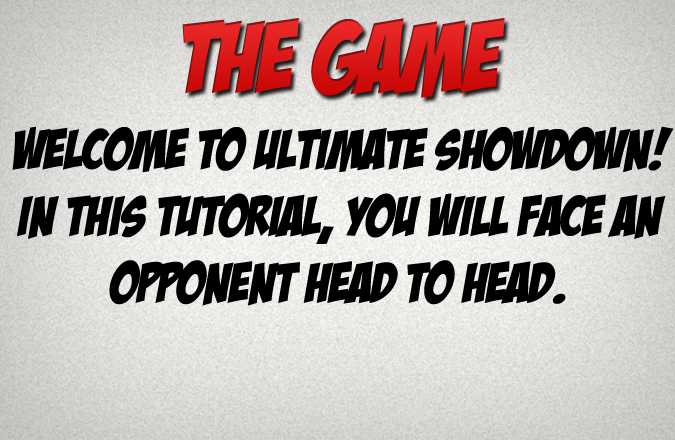 THE GAME
WELCOME TO ULTIMATE SHOWDOWN!
IN THIS TUTORIAL, YOU WILL FACE AN
OPPONENT HEAD TO HEAD.